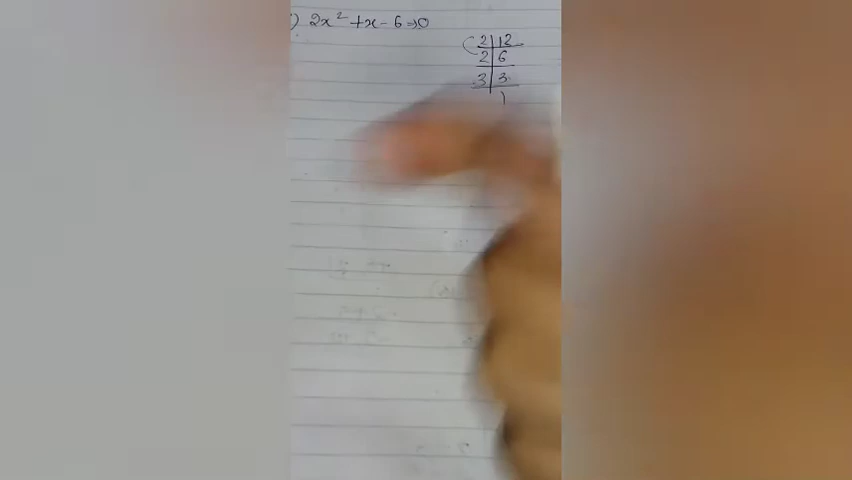 ) 2x² + x - 6 = 0
2 | 12
2 | 6
3 | 3
1